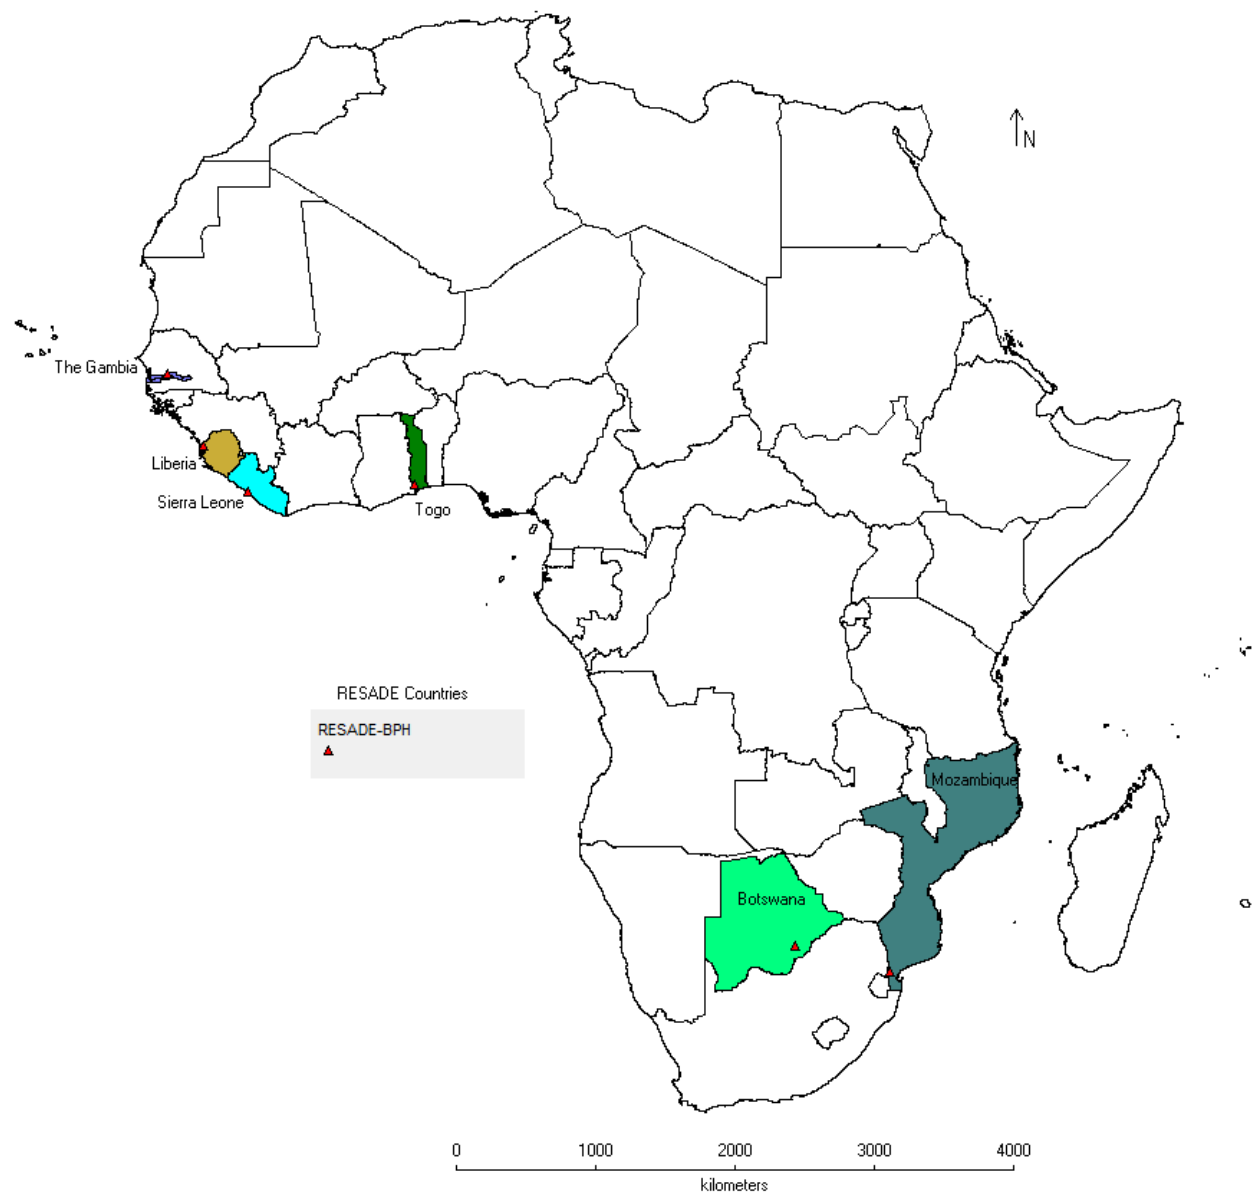 N
The Gambia
Liberia
Sierra Leone
Togo
RESADE Countries
RESADE-BPH
Mozambique
Botswana
0 1000 2000 3000 4000
kilometers